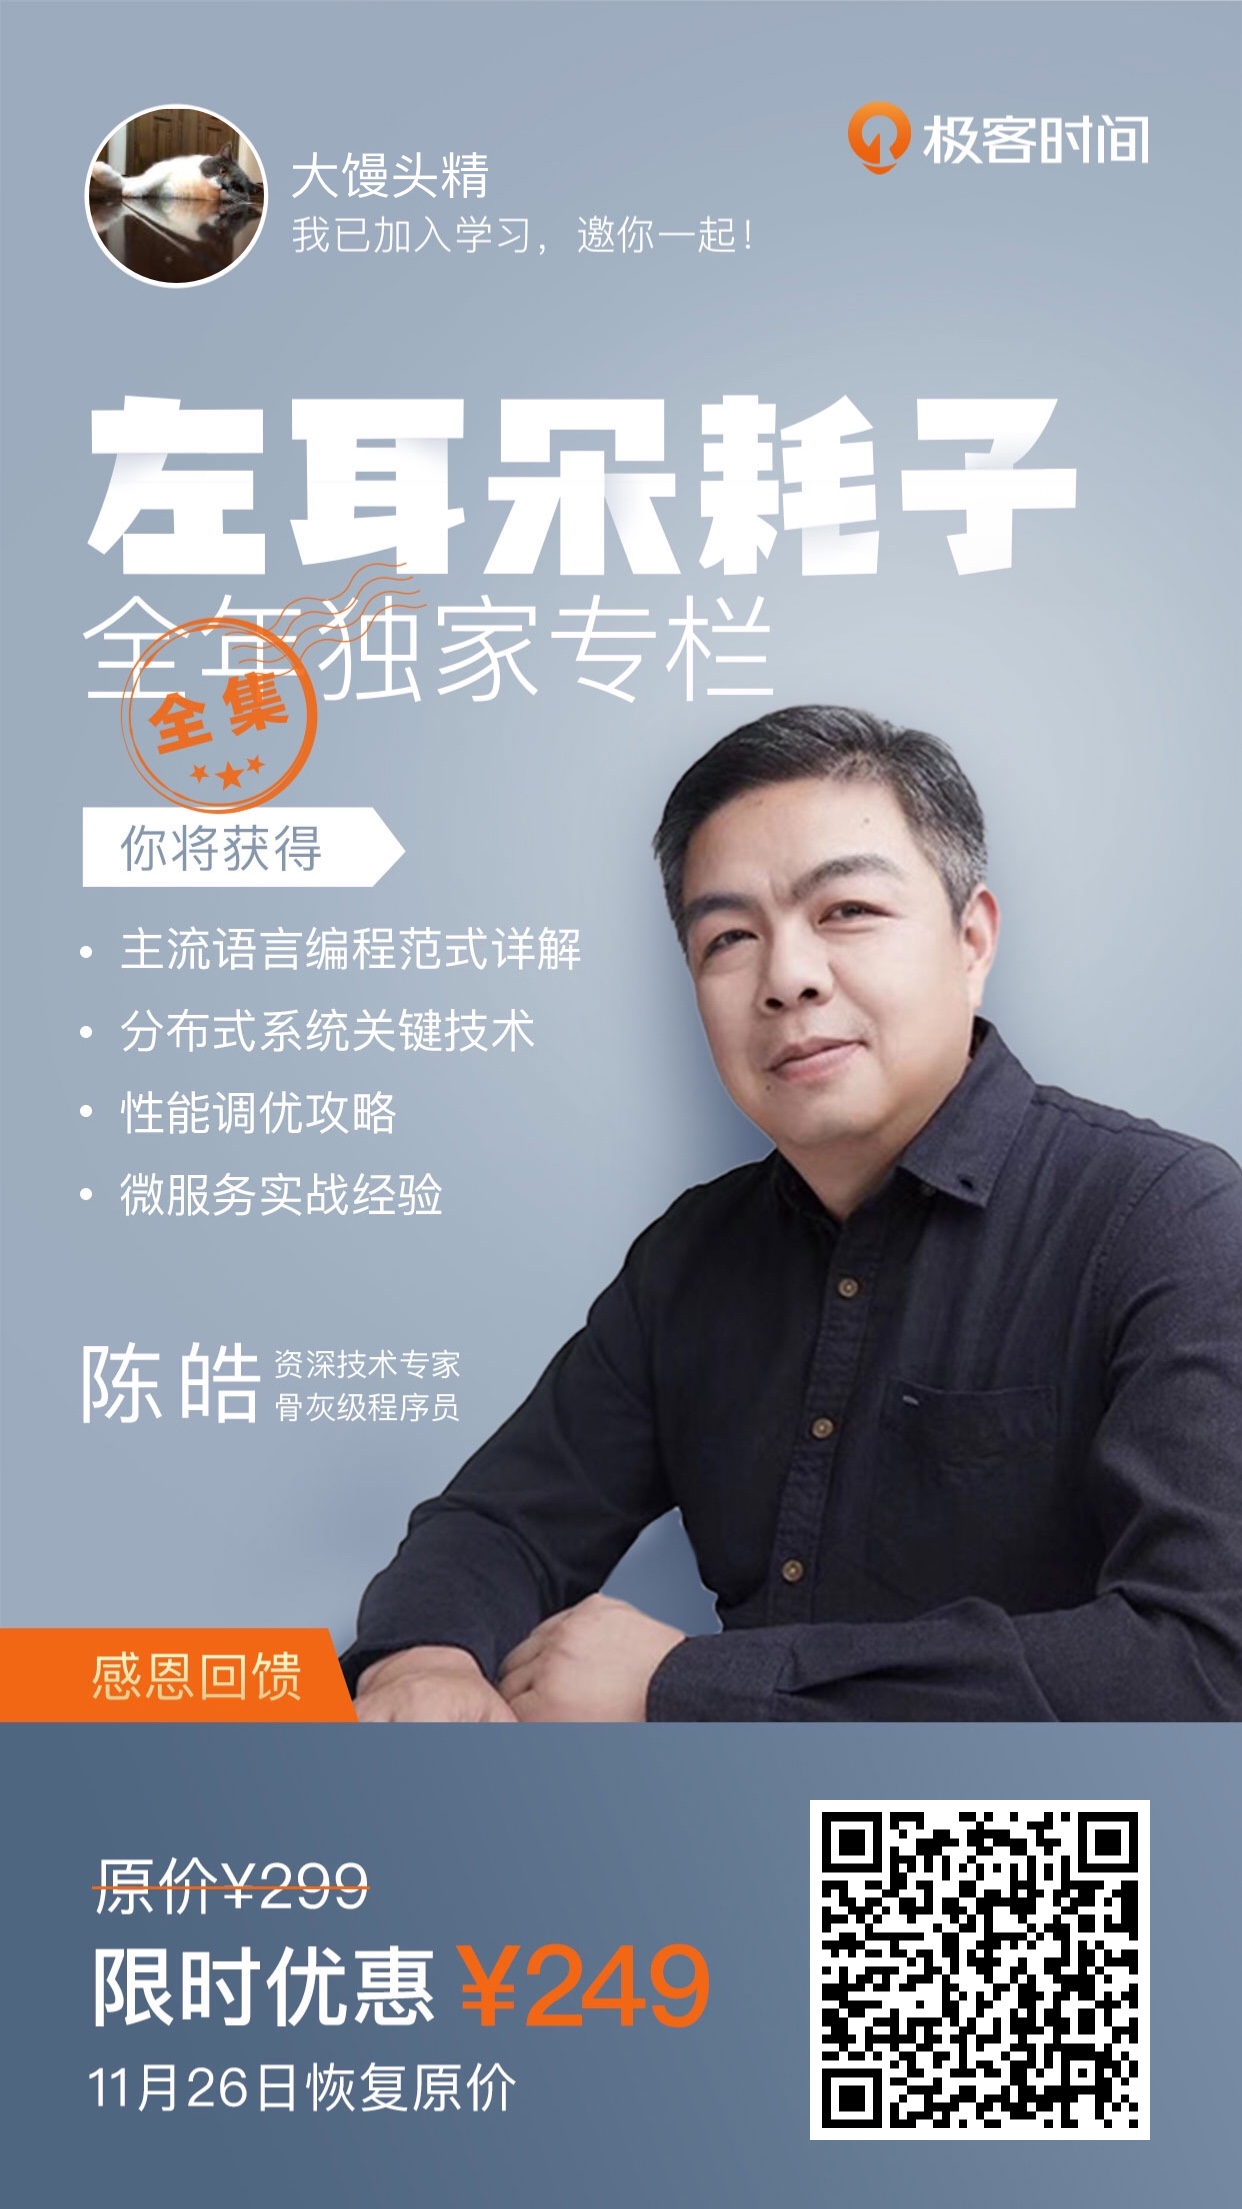 极客时间
大馒头精
我已加入学习，邀你一起！
左耳朵耗子
全年独家专栏
全集
你将获得
• 主流语言编程范式详解
• 分布式系统关键技术
• 性能调优攻略
• 微服务实战经验
陈皓
资深技术专家
骨灰级程序员
感恩回馈
原价¥299
限时优惠 ¥249
11月26日恢复原价